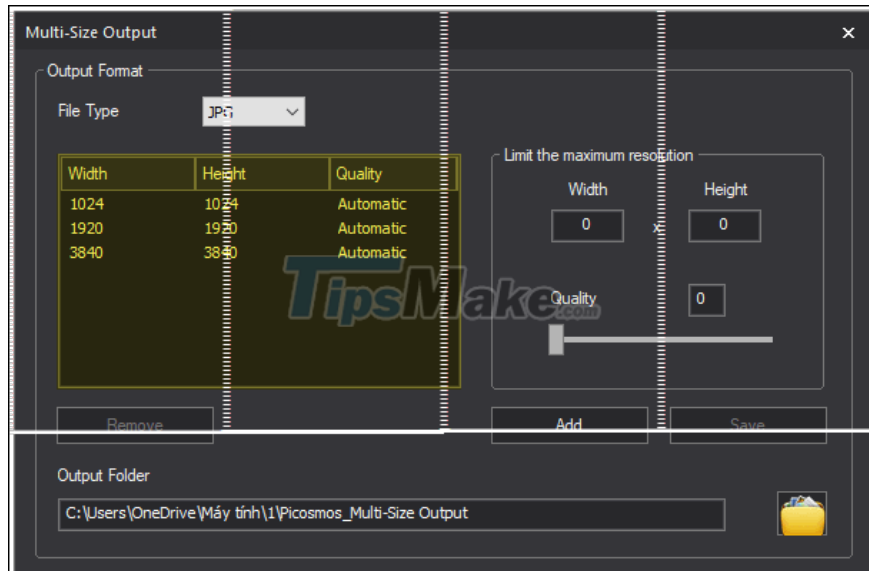 Multi-Size Output
Output Format
File Type
JPG
Width Height Quality
1024 1024 Automatic
1920 1920 Automatic
3840 3840 Automatic
Limit the maximum resolution
Width Height
0 x 0
Quality 0
TipsMake.com
Remove
Add Save
Output Folder
C:\Users\OneDrive\Máy tính\1\Picosmos_Multi-Size Output